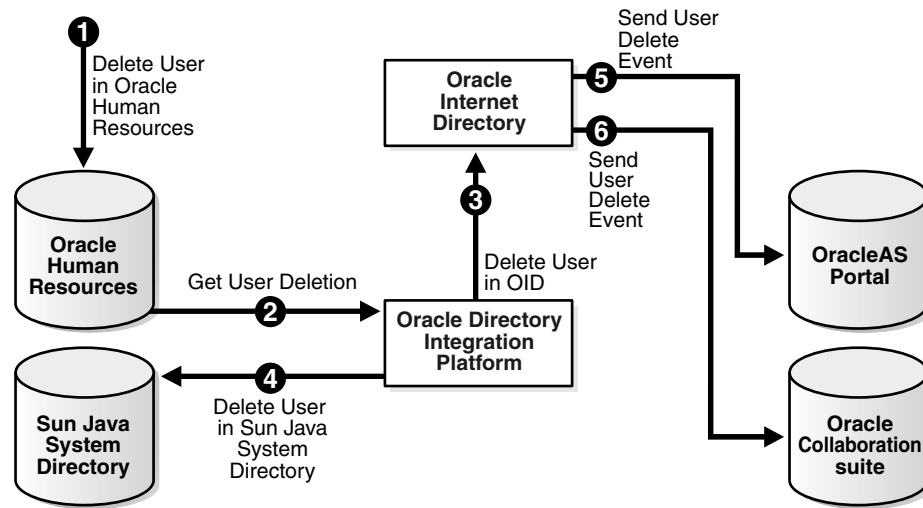 1
Delete User
in Oracle
Human
Resources
Oracle
Human
Resources
Get User Deletion
2
Oracle Directory
Integration
Platform
3
Delete User
in OID
Oracle
Internet
Directory
4
Delete User
in Sun Java
System
Directory
Sun Java
System
Directory
Send User
Delete
Event
5
6
Send
User
Delete
Event
OracleAS
Portal
Oracle
Collaboration
suite